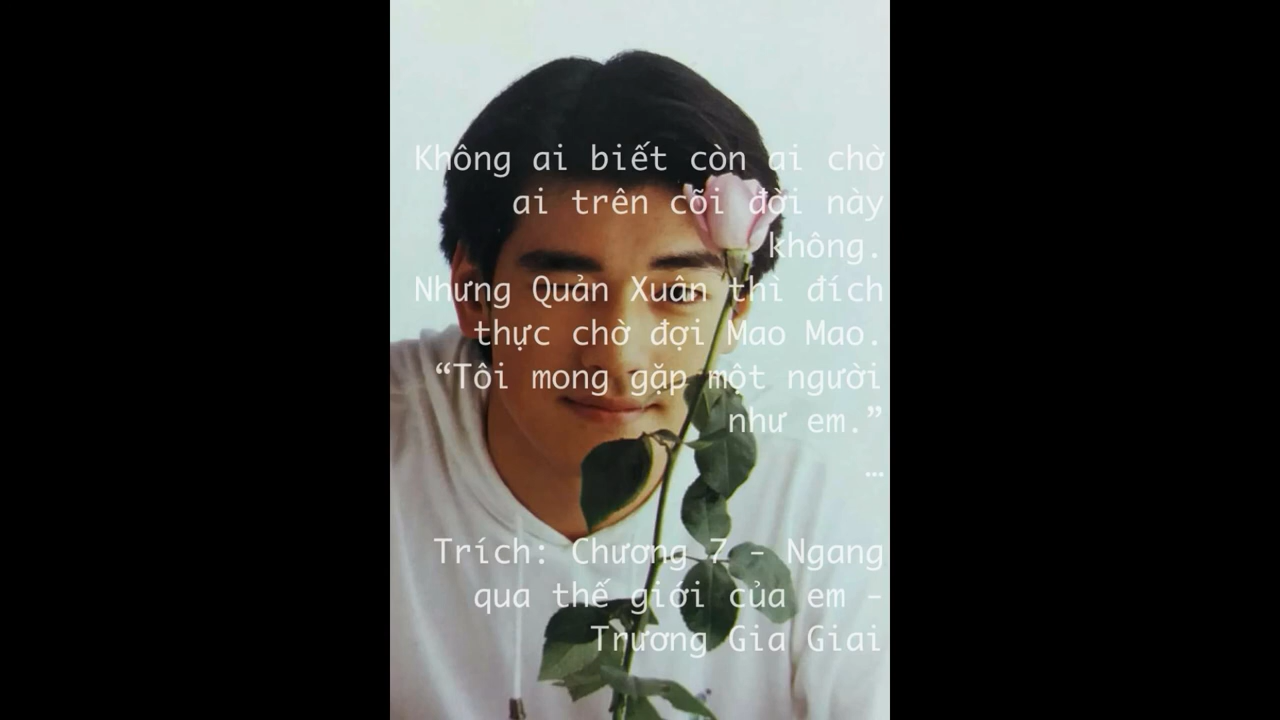 Không ai biết còn ai chờ
ai trên cõi đời này
không.
Nhưng Quản Xuân thì đích
thực chờ đợi Mao Mao.
“Tôi mong gặp một người
như em.”
…
Trích: Chương 7 - Ngang
qua thế giới của em -
Trương Gia Giai